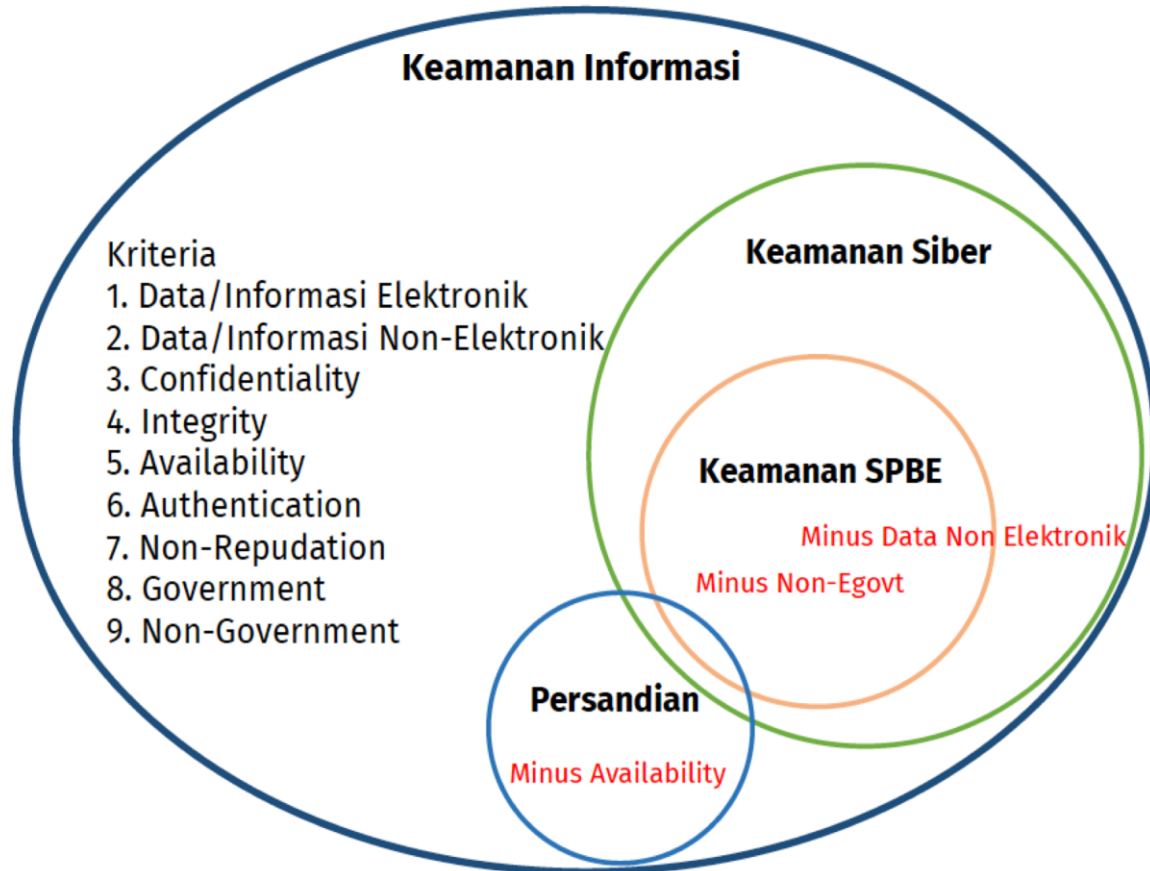 Keamanan Informasi
Kriteria
1. Data/Informasi Elektronik
2. Data/Informasi Non-Elektronik
3. Confidentiality
4. Integrity
5. Availability
6. Authentication
7. Non-Repudation
8. Government
9. Non-Government
Keamanan Siber
Keamanan SPBE
Minus Data Non Elektronik
Minus Non-Egovt
Persandian
Minus Availability